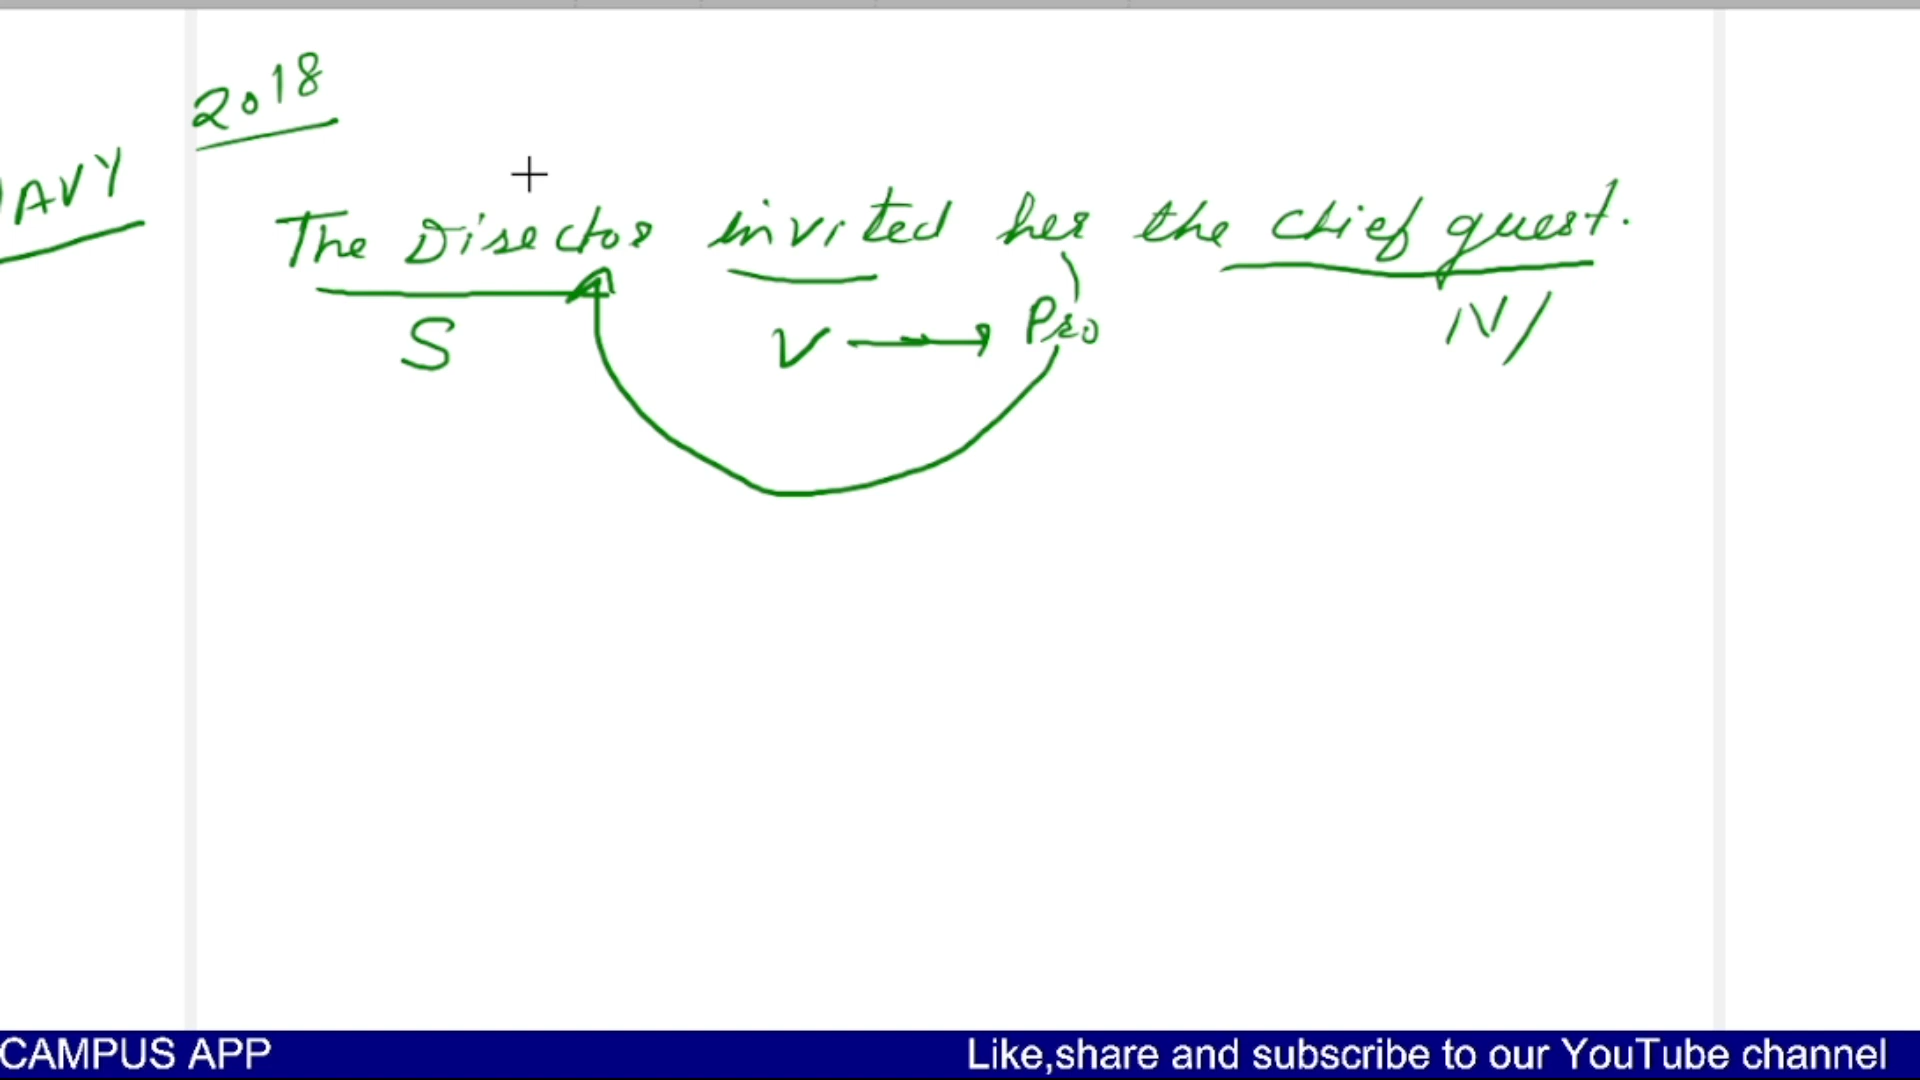 2018
AVY
The Director invited her the chief guest.
S V Pro N/
CAMPUS APP
Like,share and subscribe to our YouTube channel